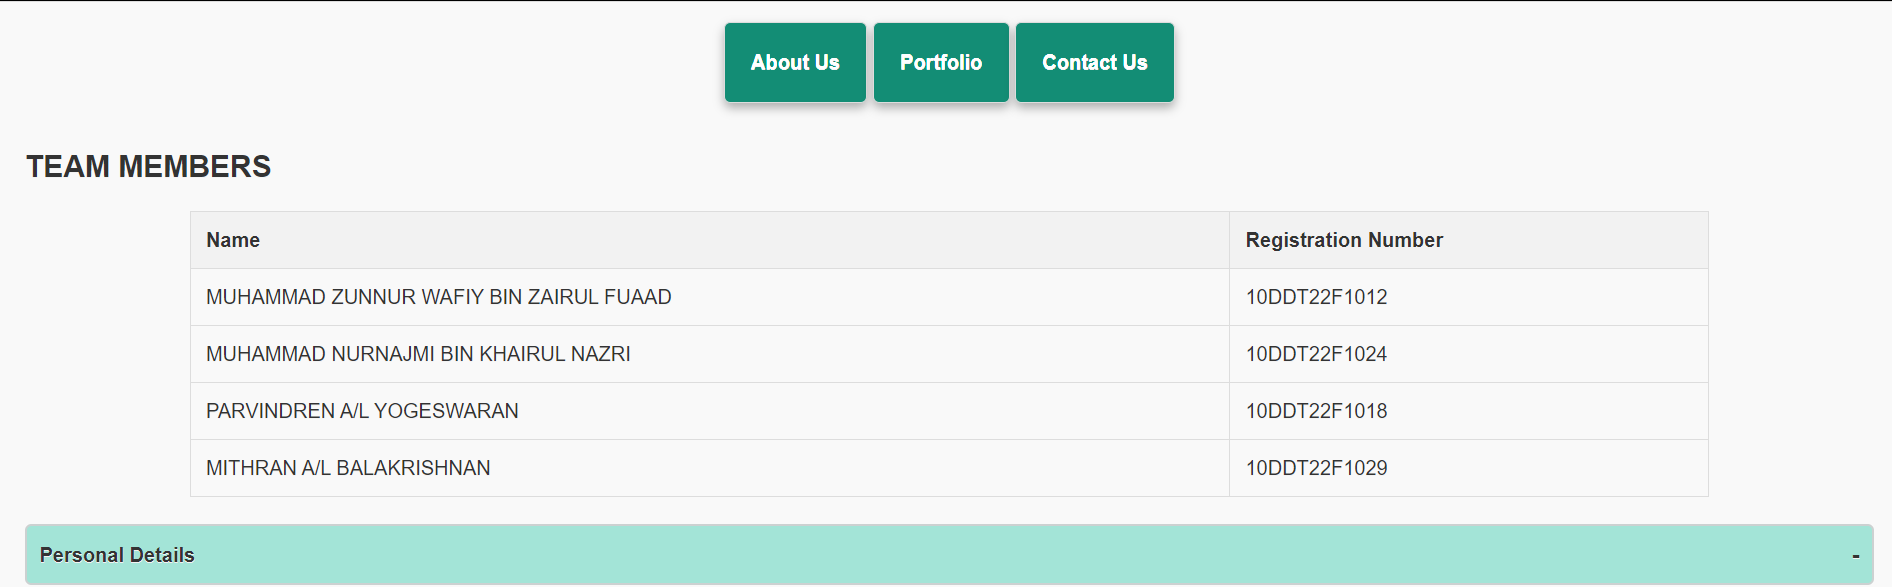 About Us Portfolio Contact Us
TEAM MEMBERS
Name Registration Number
MUHAMMAD ZUNNUR WAFIY BIN ZAIRUL FUAAD 10DDT22F1012
MUHAMMAD NURNAJMI BIN KHAIRUL NAZRI 10DDT22F1024
PARVINDREN A/L YOGESWARAN 10DDT22F1018
MITHRAN A/L BALAKRISHNAN 10DDT22F1029
Personal Details -